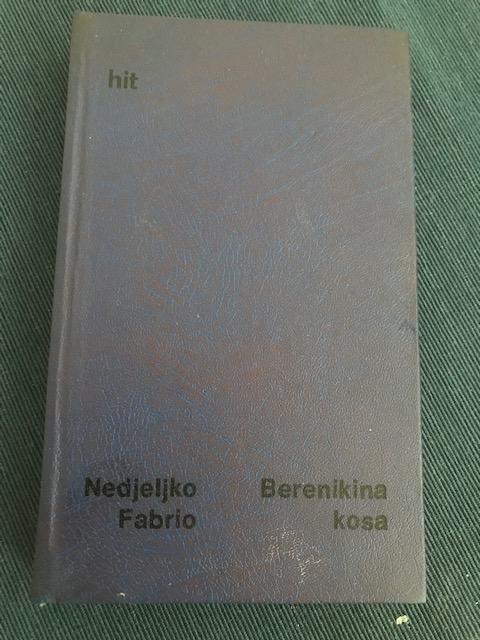 hit
Nedjeljko
Fabrio
Berenikina
kosa